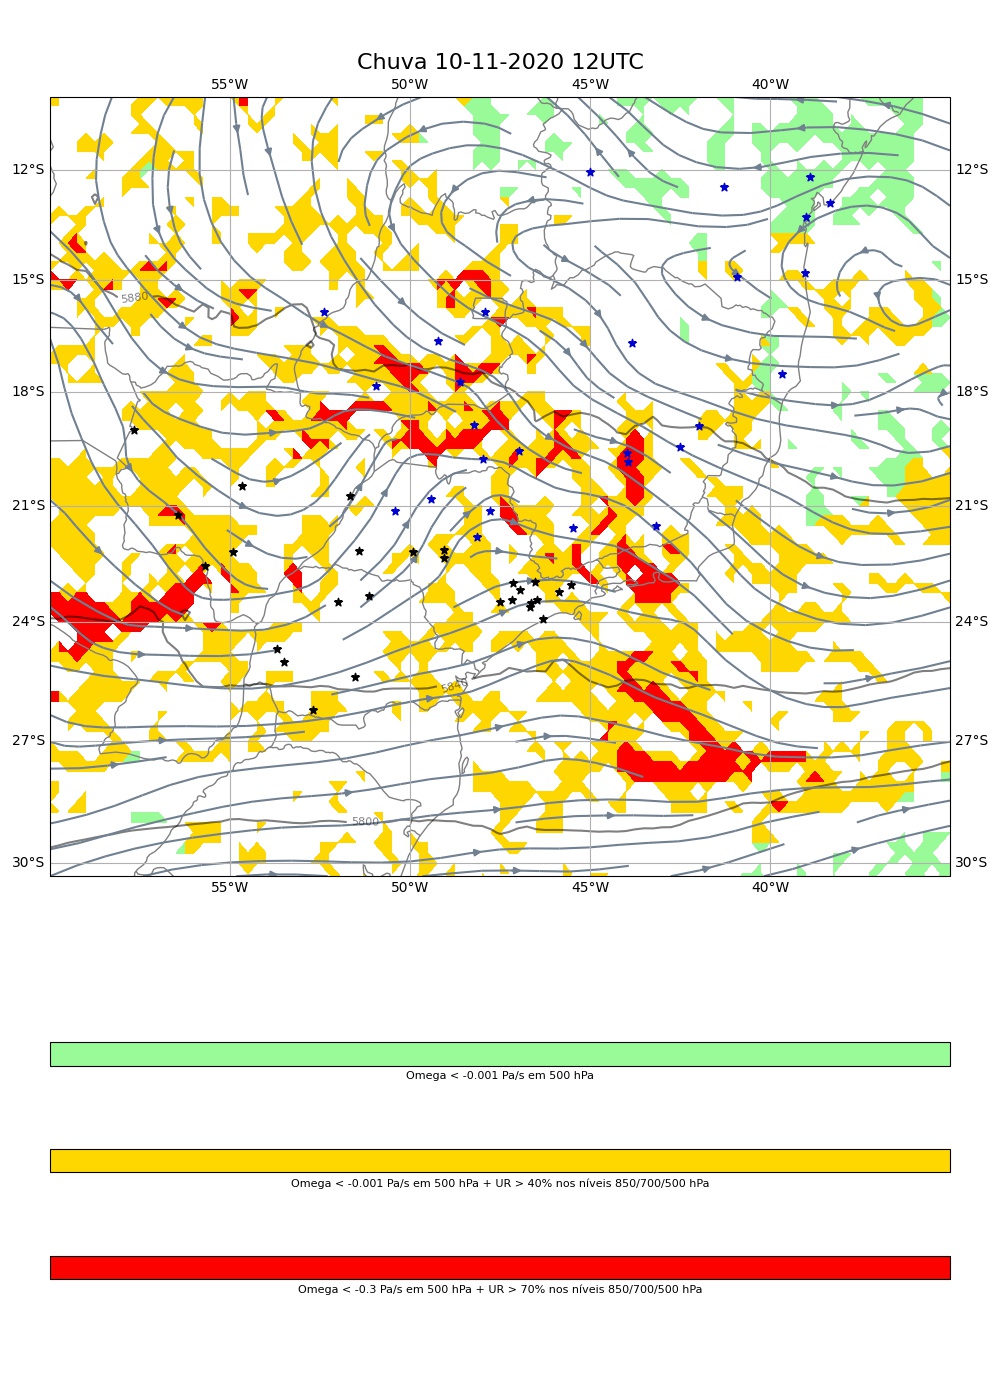 Chuva 10-11-2020 12UTC
55°W 50°W 45°W 40°W
12°S 12°S
15°S 15°S
5880
18°S 18°S
21°S 21°S
24°S 24°S
5840
27°S 27°S
5800
30°S 30°S
55°W 50°W 45°W 40°W
Omega < -0.001 Pa/s em 500 hPa
Omega < -0.001 Pa/s em 500 hPa + UR > 40% nos níveis 850/700/500 hPa
Omega < -0.3 Pa/s em 500 hPa + UR > 70% nos níveis 850/700/500 hPa